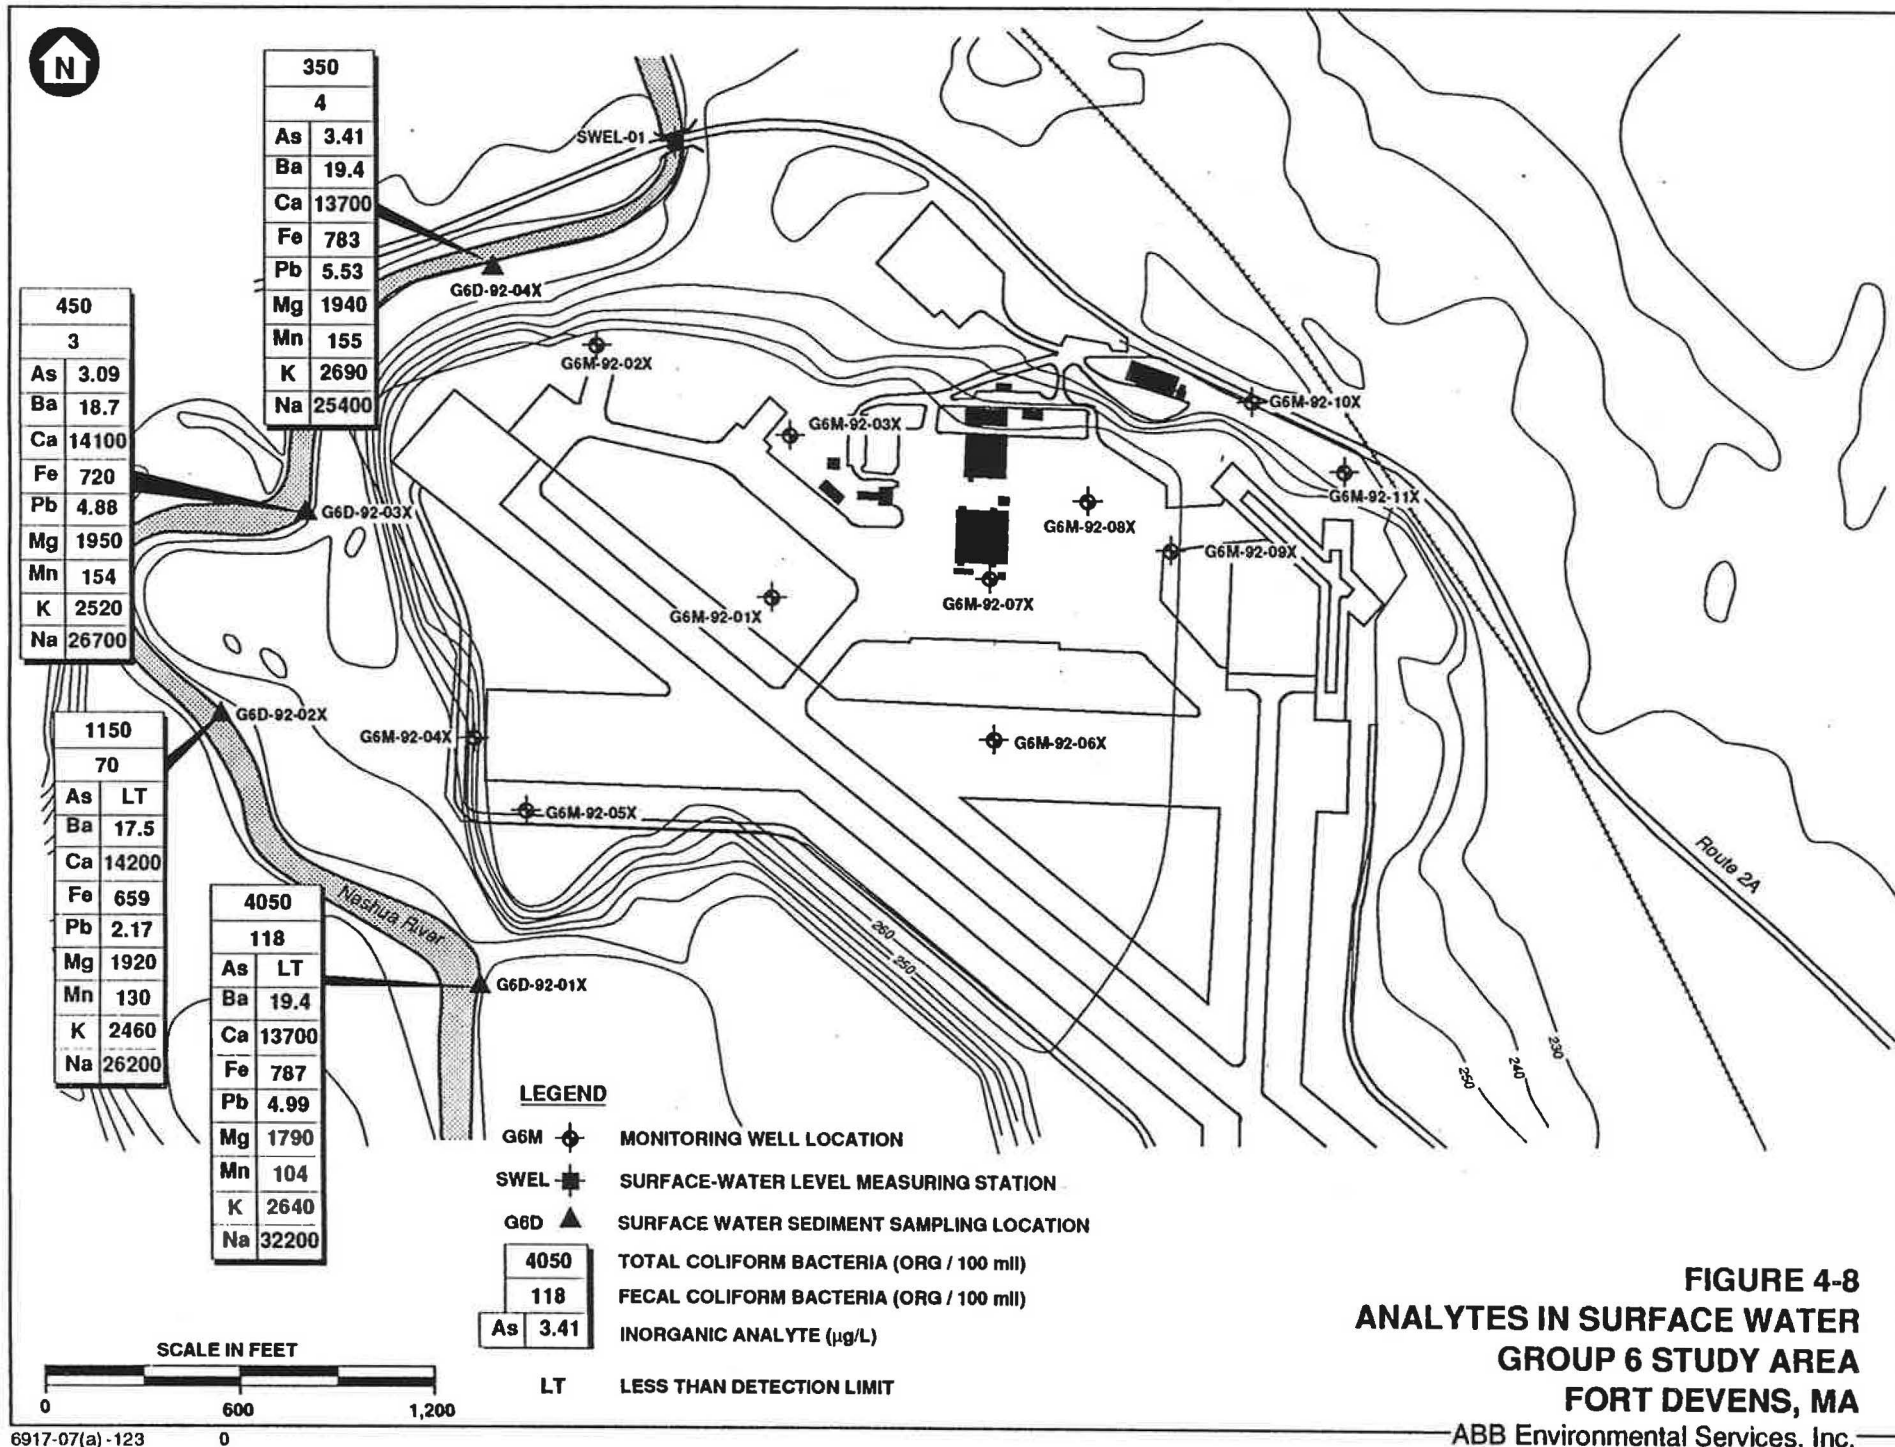 N
350
4
As 3.41
Ba 19.4
Ca 13700
Fe 783
Pb 5.53
Mg 1940
Mn 155
K 2690
Na 25400
450
3
As 3.09
Ba 18.7
Ca 14100
Fe 720
Pb 4.88
Mg 1950
Mn 154
K 2520
Na 26700
1150
70
As LT
Ba 17.5
Ca 14200
Fe 659
Pb 2.17
Mg 1920
Mn 130
K 2460
Na 26200
4050
118
As LT
Ba 19.4
Ca 13700
Fe 787
Pb 4.99
Mg 1790
Mn 104
K 2640
Na 32200
SWEL-01
G6D-92-04X
G6M-92-02X
G6M-92-03X
G6M-92-10X
G6M-92-11X
G6D-92-03X
G6M-92-08X
G6M-92-09X
G6M-92-01X
G6M-92-07X
G6D-92-02X
G6M-92-04X
G6M-92-06X
G6M-92-05X
Route 2A
Nashua River
260
250
G6D-92-01X
250
240
230
LEGEND
G6M MONITORING WELL LOCATION
SWEL SURFACE-WATER LEVEL MEASURING STATION
G6D SURFACE WATER SEDIMENT SAMPLING LOCATION
4050 TOTAL COLIFORM BACTERIA (ORG / 100 mll)
118 FECAL COLIFORM BACTERIA (ORG / 100 mll)
As 3.41 INORGANIC ANALYTE (µg/L)
LT LESS THAN DETECTION LIMIT
SCALE IN FEET
0 600 1,200
FIGURE 4-8
ANALYTES IN SURFACE WATER
GROUP 6 STUDY AREA
FORT DEVENS, MA
ABB Environmental Services, Inc.
6917-07(a)-123 0